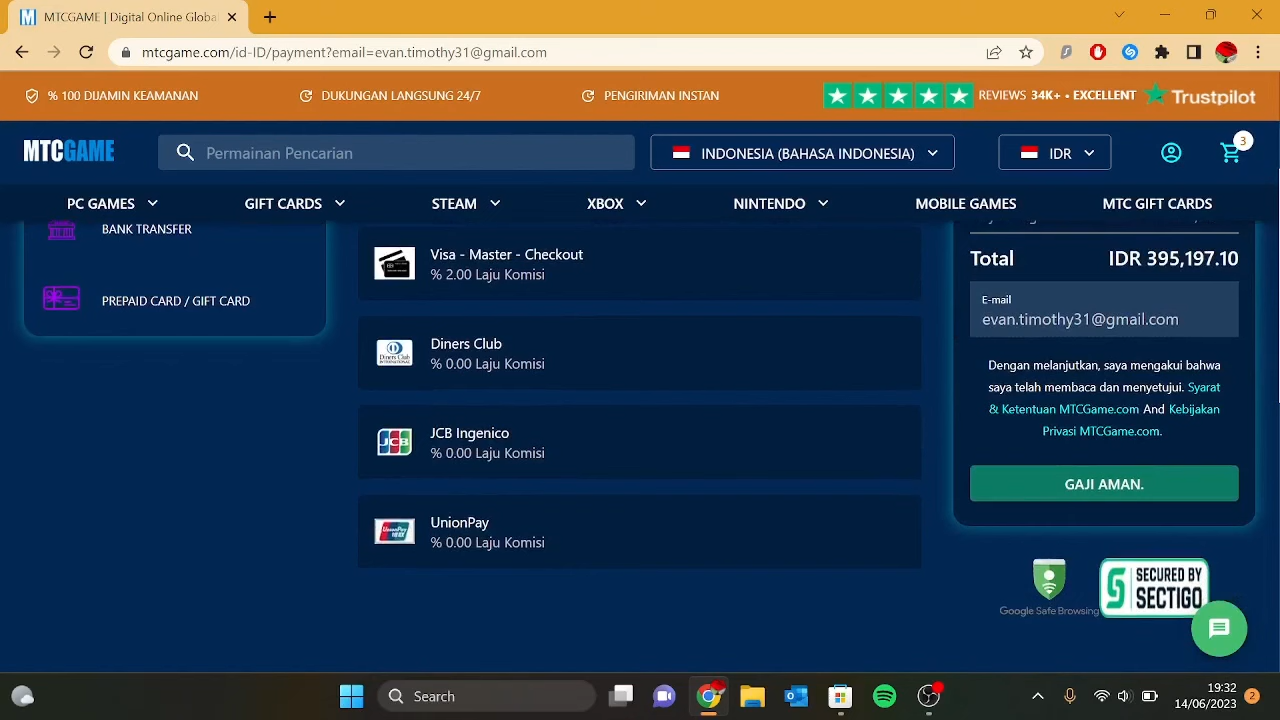 MTCGAME | Digital Online Globa
mtcgame.com/id-ID/payment?email=evan.timothy31@gmail.com
% 100 DIJAMIN KEAMANAN
DUKUNGAN LANGSUNG 24/7
PENGIRIMAN INSTAN
REVIEWS 34K+ • EXCELLENT
Trustpilot
MTCGAME
Permainan Pencarian
INDONESIA (BAHASA INDONESIA)
IDR
3
PC GAMES
GIFT CARDS
STEAM
XBOX
NINTENDO
MOBILE GAMES
MTC GIFT CARDS
BANK TRANSFER
PREPAID CARD / GIFT CARD
Visa - Master - Checkout
% 2.00 Laju Komisi
Diners Club
% 0.00 Laju Komisi
JCB Ingenico
% 0.00 Laju Komisi
UnionPay
% 0.00 Laju Komisi
Total IDR 395,197.10
E-mail
evan.timothy31@gmail.com
Dengan melanjutkan, saya mengakui bahwa
saya telah membaca dan menyetujui. Syarat
& Ketentuan MTCGame.com And Kebijakan
Privasi MTCGame.com.
GAJI AMAN.
Google Safe Browsing
SECURED BY
SECTIGO
Search
19:32
14/06/2023
2